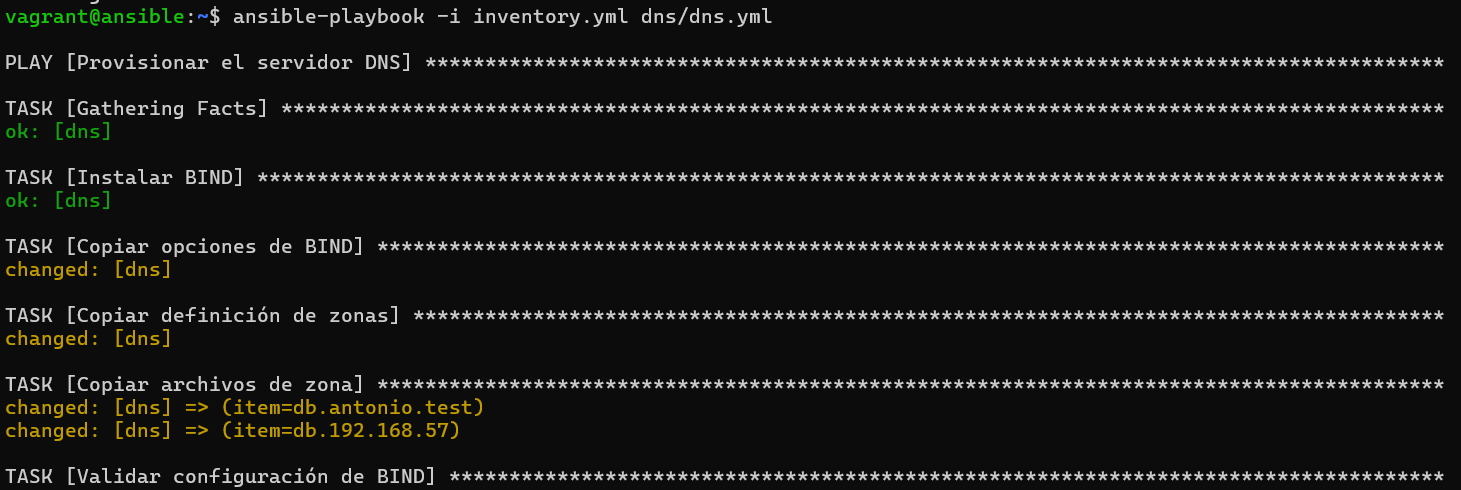 vagrant@ansible:~$ ansible-playbook -i inventory.yml dns/dns.yml
PLAY [Provisionar el servidor DNS] *************************************************************************************
TASK [Gathering Facts] *************************************************************************************************
ok: [dns]
TASK [Instalar BIND] ***************************************************************************************************
ok: [dns]
TASK [Copiar opciones de BIND] *****************************************************************************************
changed: [dns]
TASK [Copiar definición de zonas] **************************************************************************************
changed: [dns]
TASK [Copiar archivos de zona] *****************************************************************************************
changed: [dns] => (item=db.antonio.test)
changed: [dns] => (item=db.192.168.57)
TASK [Validar configuración de BIND] ***********************************************************************************